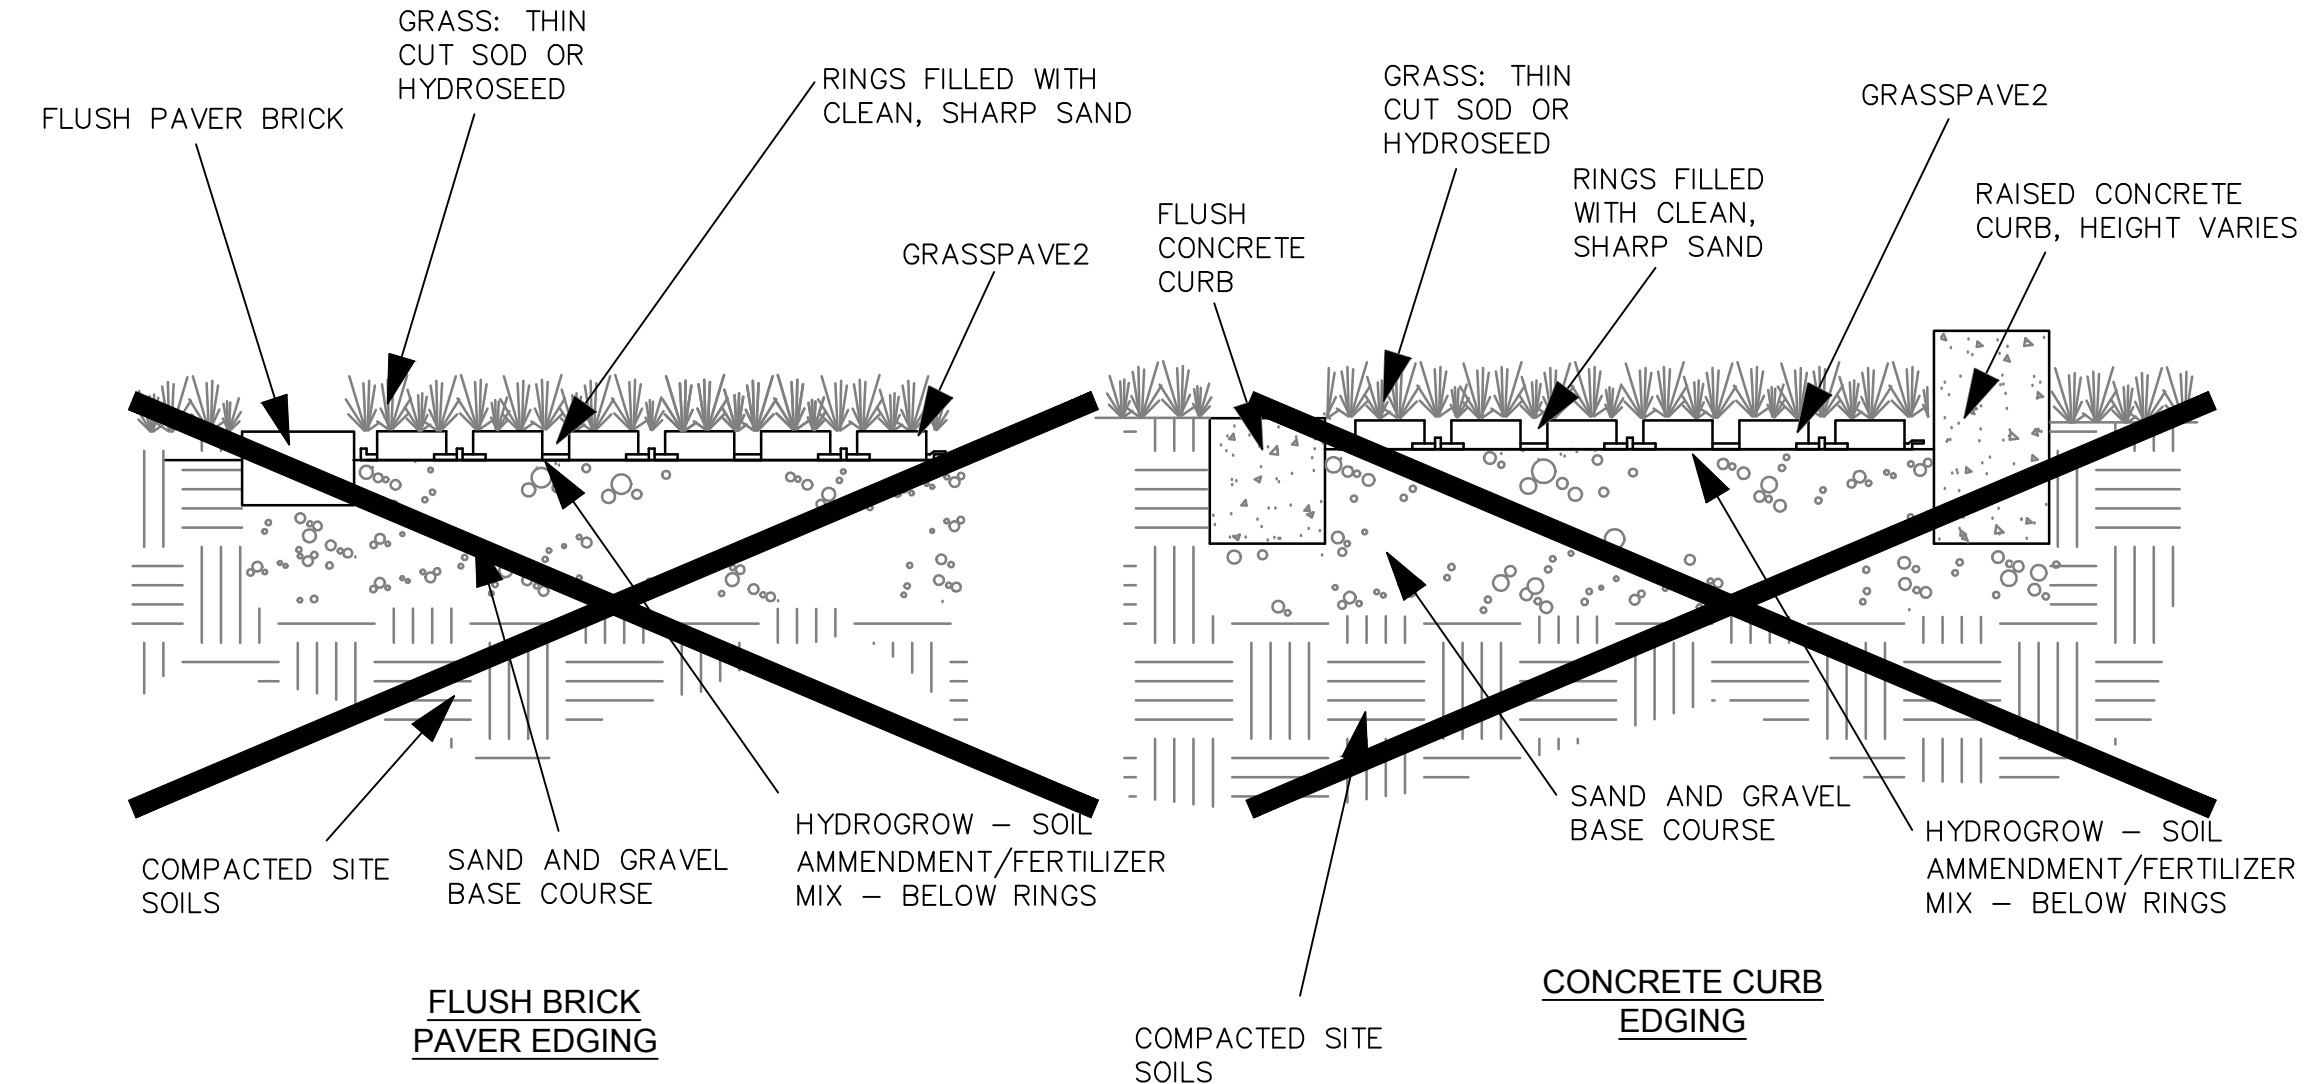 FLUSH PAVER BRICK
GRASS: THIN
CUT SOD OR
HYDROSEED
RINGS FILLED WITH
CLEAN, SHARP SAND
GRASSPAVE2
COMPACTED SITE
SOILS
SAND AND GRAVEL
BASE COURSE
HYDROGROW – SOIL
AMMENDMENT/FERTILIZER
MIX – BELOW RINGS
FLUSH BRICK
PAVER EDGING
FLUSH
CONCRETE
CURB
GRASS: THIN
CUT SOD OR
HYDROSEED
RINGS FILLED
WITH CLEAN,
SHARP SAND
GRASSPAVE2
RAISED CONCRETE
CURB, HEIGHT VARIES
COMPACTED SITE
SOILS
SAND AND GRAVEL
BASE COURSE
HYDROGROW – SOIL
AMMENDMENT/FERTILIZER
MIX – BELOW RINGS
CONCRETE CURB
EDGING